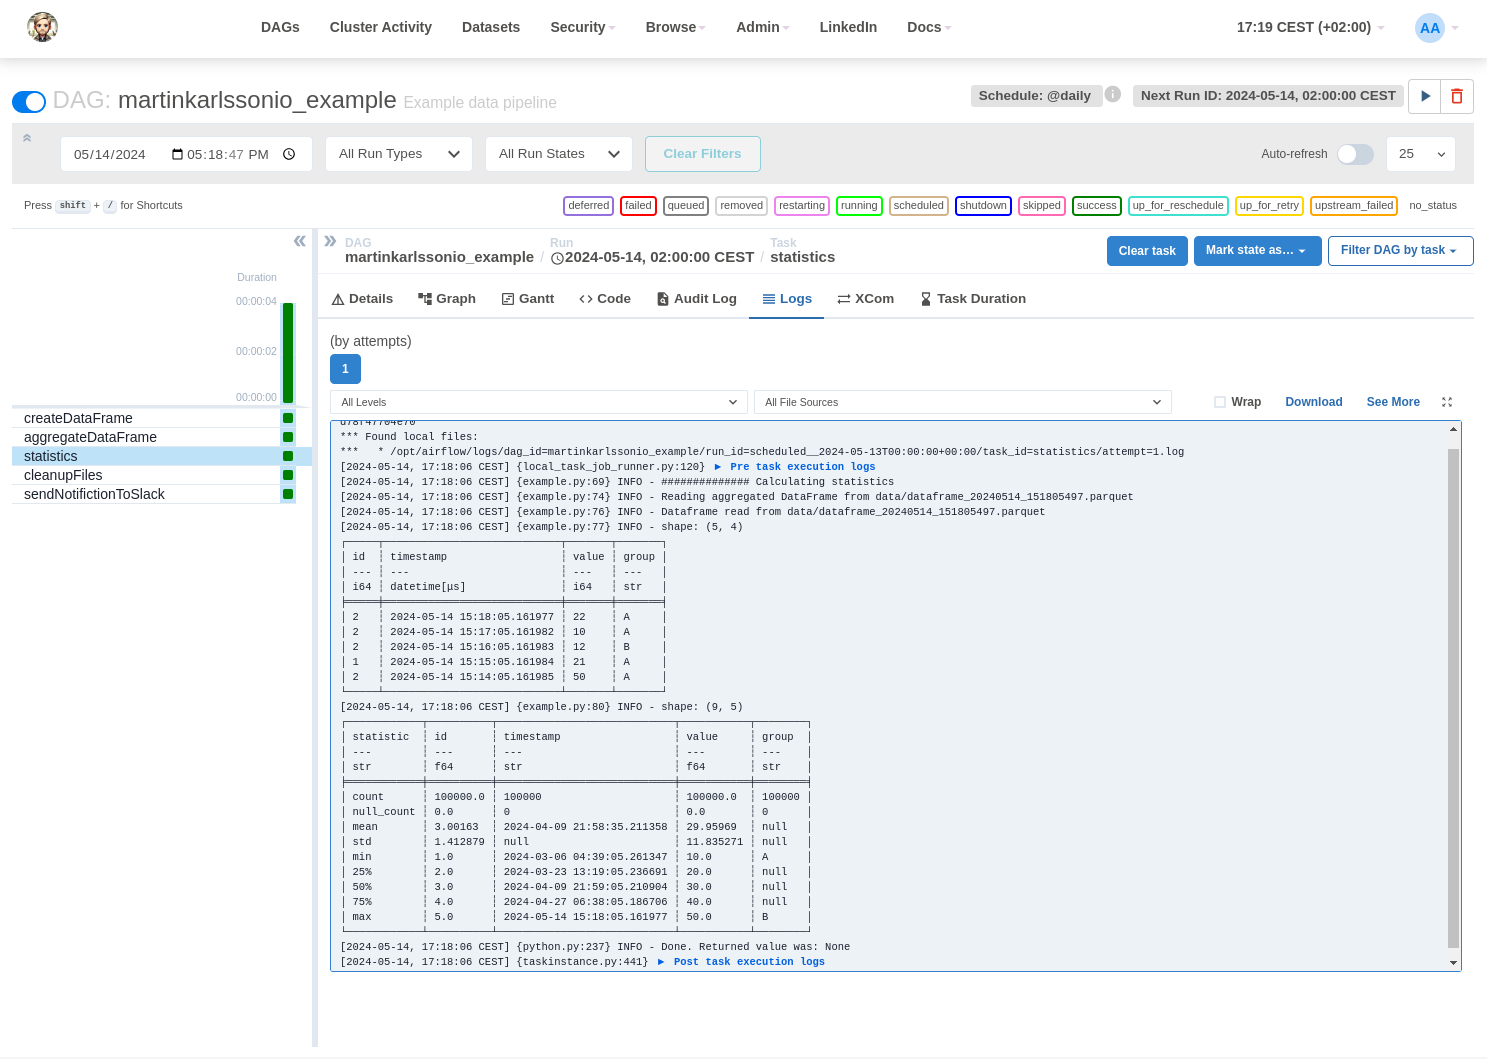 DAGs Cluster Activity Datasets Security Browse Admin LinkedIn Docs 17:19 CEST (+02:00) AA
DAG: martinkarlssonio_example Example data pipeline Schedule: @daily Next Run ID: 2024-05-14, 02:00:00 CEST
05/14/2024 05:18:47 PM All Run Types All Run States Clear Filters Auto-refresh 25
Press shift + / for Shortcuts deferred failed queued removed restarting running scheduled shutdown skipped success up_for_reschedule up_for_retry upstream_failed no_status
DAG Run Task
martinkarlssonio_example / 2024-05-14, 02:00:00 CEST / statistics Clear task Mark state as... Filter DAG by task
Duration
00:00:04
00:00:02
00:00:00
createDataFrame
aggregateDataFrame
statistics
cleanupFiles
sendNotifictionToSlack
Details Graph Gantt Code Audit Log Logs XCom Task Duration
(by attempts)
1
All Levels All File Sources Wrap Download See More
d78f47704e70
*** Found local files:
***   * /opt/airflow/logs/dag_id=martinkarlssonio_example/run_id=scheduled__2024-05-13T00:00:00+00:00/task_id=statistics/attempt=1.log
[2024-05-14, 17:18:06 CEST] {local_task_job_runner.py:120} ▶ Pre task execution logs
[2024-05-14, 17:18:06 CEST] {example.py:69} INFO - ############## Calculating statistics
[2024-05-14, 17:18:06 CEST] {example.py:74} INFO - Reading aggregated DataFrame from data/dataframe_20240514_151805497.parquet
[2024-05-14, 17:18:06 CEST] {example.py:76} INFO - Dataframe read from data/dataframe_20240514_151805497.parquet
[2024-05-14, 17:18:06 CEST] {example.py:77} INFO - shape: (5, 4)
| id ┆ timestamp ┆ value ┆ group |
| --- ┆ --- ┆ --- ┆ --- |
| i64 ┆ datetime[μs] ┆ i64 ┆ str |
| 2 ┆ 2024-05-14 15:18:05.161977 ┆ 22 ┆ A |
| 2 ┆ 2024-05-14 15:17:05.161982 ┆ 10 ┆ A |
| 2 ┆ 2024-05-14 15:16:05.161983 ┆ 12 ┆ B |
| 1 ┆ 2024-05-14 15:15:05.161984 ┆ 21 ┆ A |
| 2 ┆ 2024-05-14 15:14:05.161985 ┆ 50 ┆ A |
[2024-05-14, 17:18:06 CEST] {example.py:80} INFO - shape: (9, 5)
| statistic ┆ id ┆ timestamp ┆ value ┆ group |
| --- ┆ --- ┆ --- ┆ --- ┆ --- |
| str ┆ f64 ┆ str ┆ f64 ┆ str |
| count ┆ 100000.0 ┆ 100000 ┆ 100000.0 ┆ 100000 |
| null_count ┆ 0.0 ┆ 0 ┆ 0.0 ┆ 0 |
| mean ┆ 3.00163 ┆ 2024-04-09 21:58:35.211358 ┆ 29.95969 ┆ null |
| std ┆ 1.412879 ┆ null ┆ 11.835271 ┆ null |
| min ┆ 1.0 ┆ 2024-03-06 04:39:05.261347 ┆ 10.0 ┆ A |
| 25% ┆ 2.0 ┆ 2024-03-23 13:19:05.236691 ┆ 20.0 ┆ null |
| 50% ┆ 3.0 ┆ 2024-04-09 21:59:05.210904 ┆ 30.0 ┆ null |
| 75% ┆ 4.0 ┆ 2024-04-27 06:38:05.186706 ┆ 40.0 ┆ null |
| max ┆ 5.0 ┆ 2024-05-14 15:18:05.161977 ┆ 50.0 ┆ B |
[2024-05-14, 17:18:06 CEST] {python.py:237} INFO - Done. Returned value was: None
[2024-05-14, 17:18:06 CEST] {taskinstance.py:441} ▶ Post task execution logs